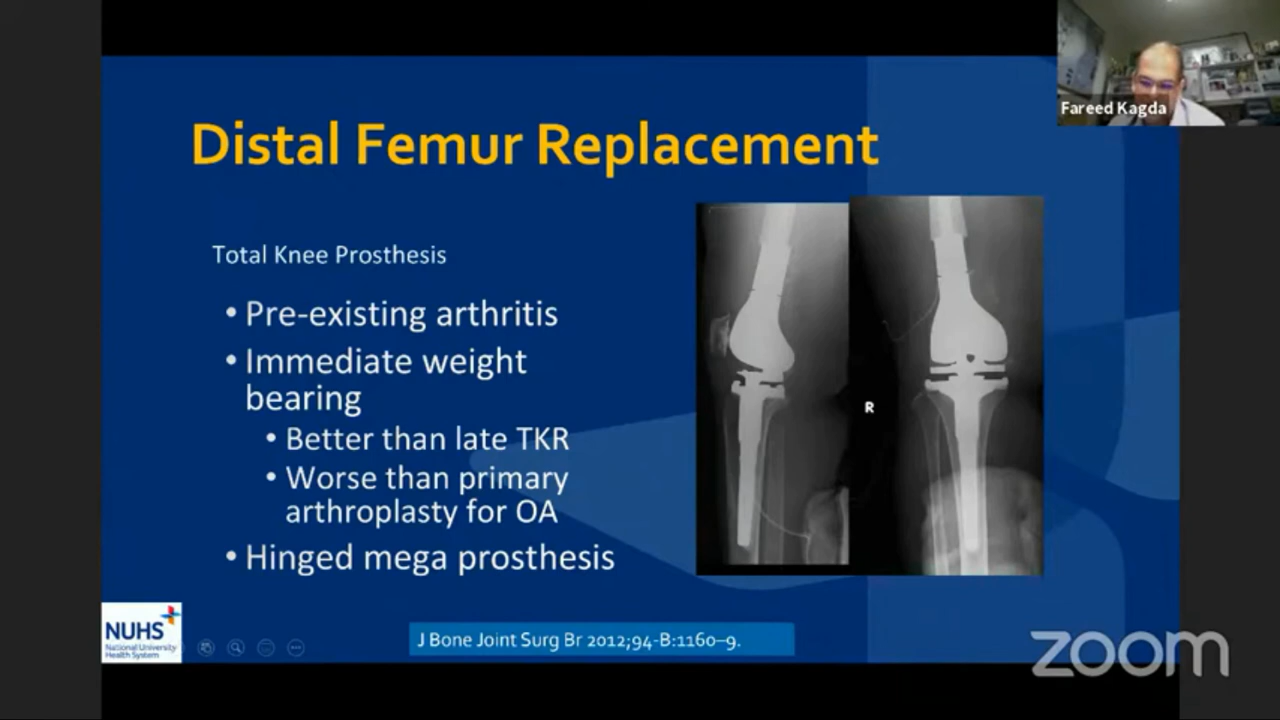 Fareed Kagda
Distal Femur Replacement
Total Knee Prosthesis
• Pre-existing arthritis
• Immediate weight
bearing
• Better than late TKR
• Worse than primary
arthroplasty for OA
• Hinged mega prosthesis
R
NUHS
National University
Health System
J Bone Joint Surg Br 2012;94-B:1160–9.
zoom